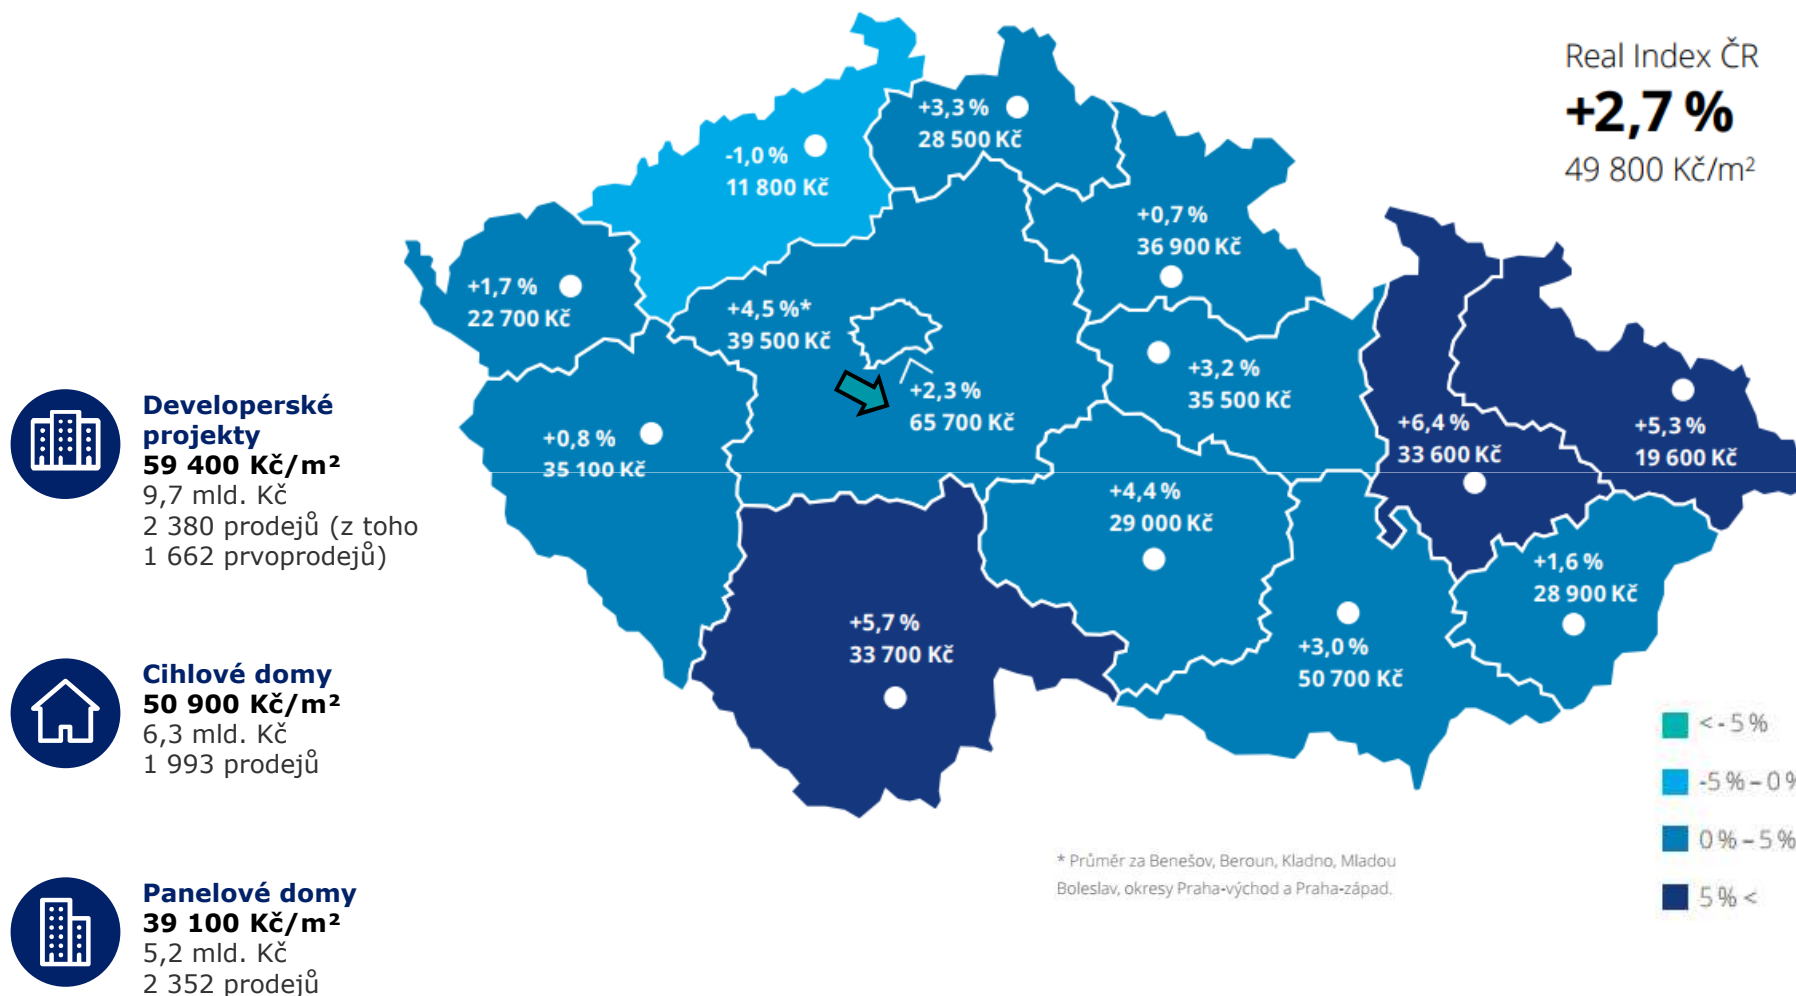 Real Index ČR
+2,7 %
49 800 Kč/m²
+3,3 %
28 500 Kč
-1,0 %
11 800 Kč
+0,7 %
36 900 Kč
+1,7 %
22 700 Kč
+4,5 %*
39 500 Kč
+2,3 %
65 700 Kč
+3,2 %
35 500 Kč
+6,4 %
33 600 Kč
+5,3 %
19 600 Kč
+0,8 %
35 100 Kč
+4,4 %
29 000 Kč
+1,6 %
28 900 Kč
+5,7 %
33 700 Kč
+3,0 %
50 700 Kč
Developerské
projekty
59 400 Kč/m²
9,7 mld. Kč
2 380 prodejů (z toho
1 662 prvoprodejů)
Cihlové domy
50 900 Kč/m²
6,3 mld. Kč
1 993 prodejů
Panelové domy
39 100 Kč/m²
5,2 mld. Kč
2 352 prodejů
< - 5 %
-5 % – 0 %
0 % – 5 %
5 % <
* Průměr za Benešov, Beroun, Kladno, Mladou
Boleslav, okresy Praha-východ a Praha-západ.